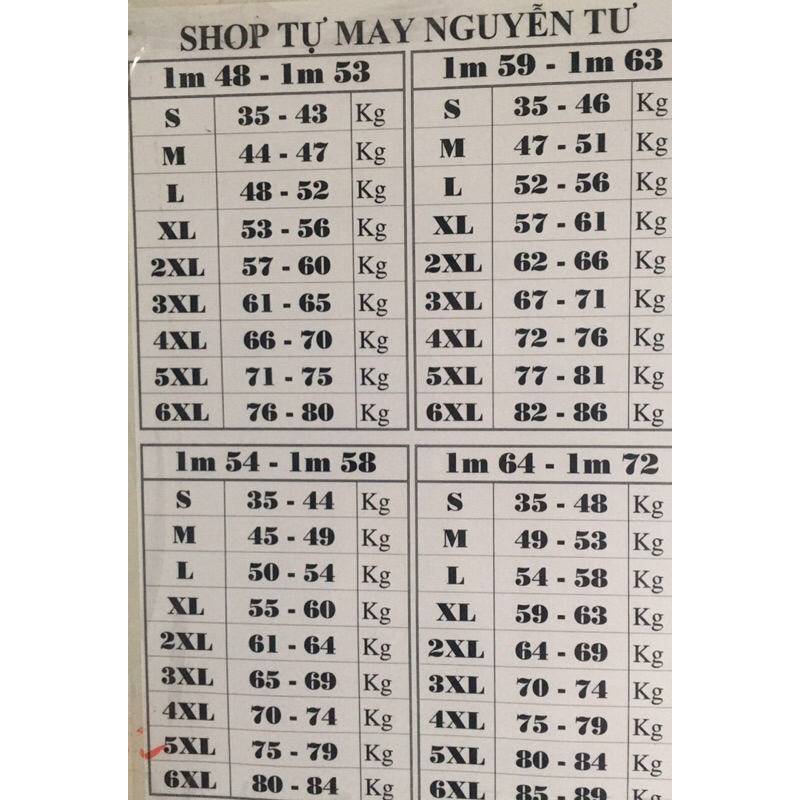 SHOP TỰ MAY NGUYỄN TƯ
1m 48 - 1m 53
S 35 - 43 Kg
M 44 - 47 Kg
L 48 - 52 Kg
XL 53 - 56 Kg
2XL 57 - 60 Kg
3XL 61 - 65 Kg
4XL 66 - 70 Kg
5XL 71 - 75 Kg
6XL 76 - 80 Kg
1m 59 - 1m 63
S 35 - 46 Kg
M 47 - 51 Kg
L 52 - 56 Kg
XL 57 - 61 Kg
2XL 62 - 66 Kg
3XL 67 - 71 Kg
4XL 72 - 76 Kg
5XL 77 - 81 Kg
6XL 82 - 86 Kg
1m 54 - 1m 58
S 35 - 44 Kg
M 45 - 49 Kg
L 50 - 54 Kg
XL 55 - 60 Kg
2XL 61 - 64 Kg
3XL 65 - 69 Kg
4XL 70 - 74 Kg
5XL 75 - 79 Kg
6XL 80 - 84 Kg
1m 64 - 1m 72
S 35 - 48 Kg
M 49 - 53 Kg
L 54 - 58 Kg
XL 59 - 63 Kg
2XL 64 - 69 Kg
3XL 70 - 74 Kg
4XL 75 - 79 Kg
5XL 80 - 84 Kg
6XL 85 - 89 Kg